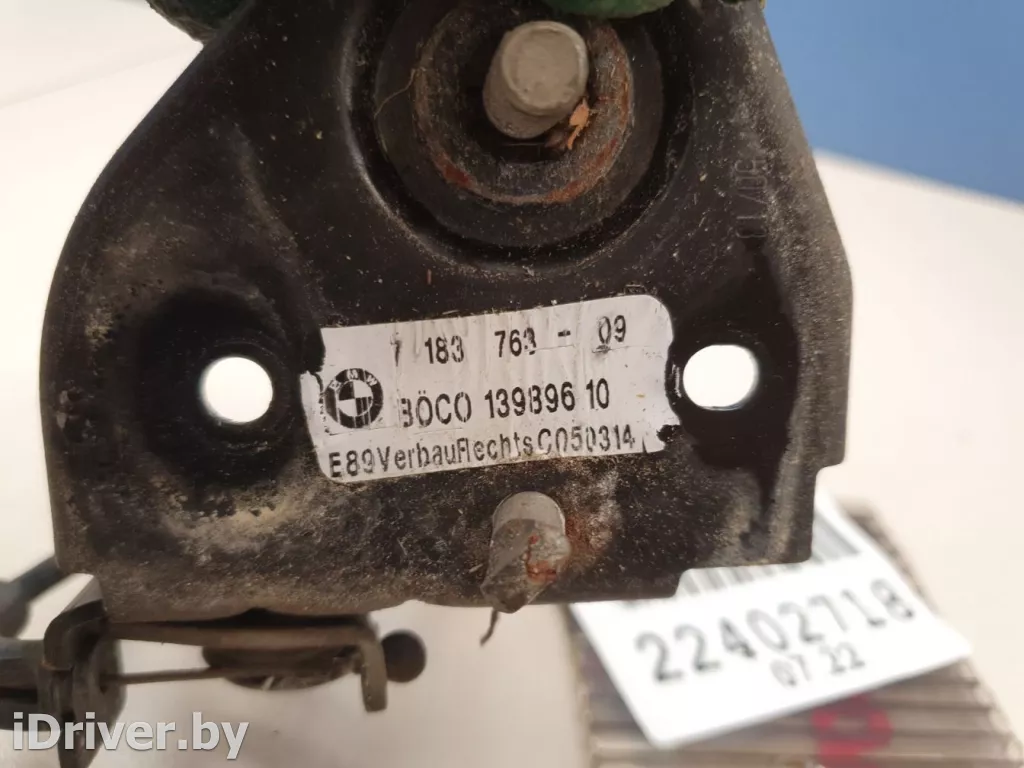 7 183 763 - 09
BMW
BÖCO 139896 10
E89VerbauRechtsC050314
22402718
07 22
iDriver.by